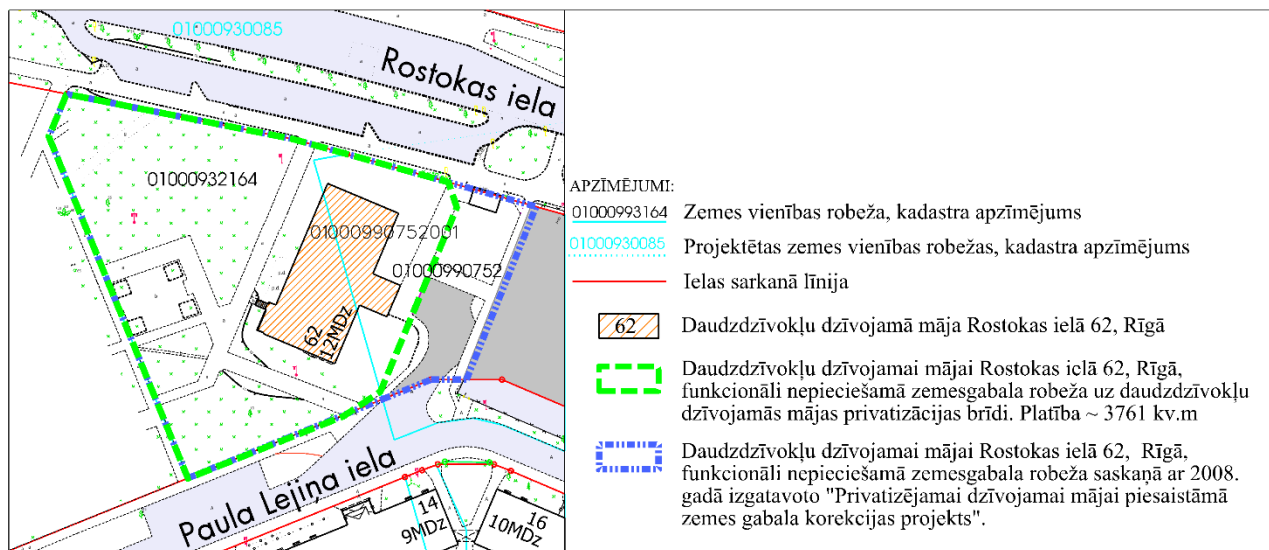 01000930085
Rostokas iela
01000932164
01000990752001
01000990752
62
12MDz
Paula Lejiņa iela
14
9MDz
16
10MDz
APZĪMĒJUMI:
01000993164 Zemes vienības robeža, kadastra apzīmējums
01000930085 Projektētas zemes vienības robežas, kadastra apzīmējums
Ielas sarkanā līnija
62 Daudzdzīvokļu dzīvojamā māja Rostokas ielā 62, Rīgā
Daudzdzīvokļu dzīvojamai mājai Rostokas ielā 62, Rīgā,
funkcionāli nepieciešamā zemesgabala robeža uz daudzdzīvokļu
dzīvojamās mājas privatizācijas brīdi. Platība ~ 3761 kv.m
Daudzdzīvokļu dzīvojamai mājai Rostokas ielā 62, Rīgā,
funkcionāli nepieciešamā zemesgabala robeža saskaņā ar 2008.
gadā izgatavoto "Privatizējamai dzīvojamai mājai piesaistāmā
zemes gabala korekcijas projekts".